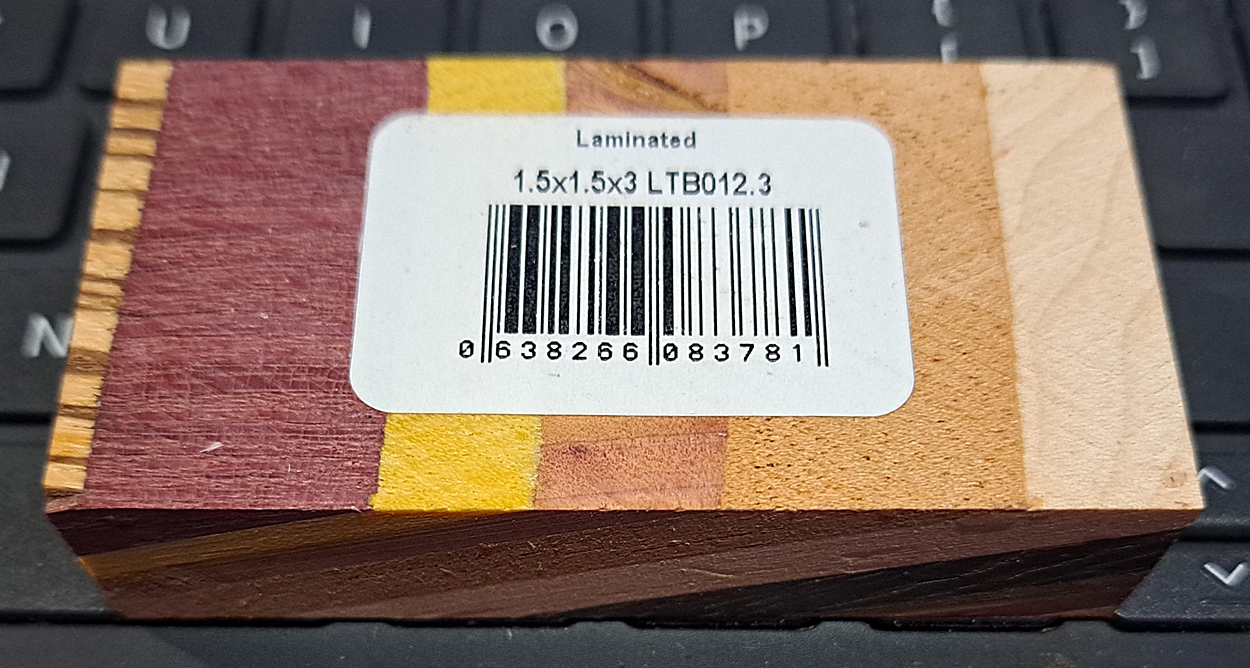 U I O P
N
Laminated
1.5x1.5x3 LTB012.3
0 638266 083781